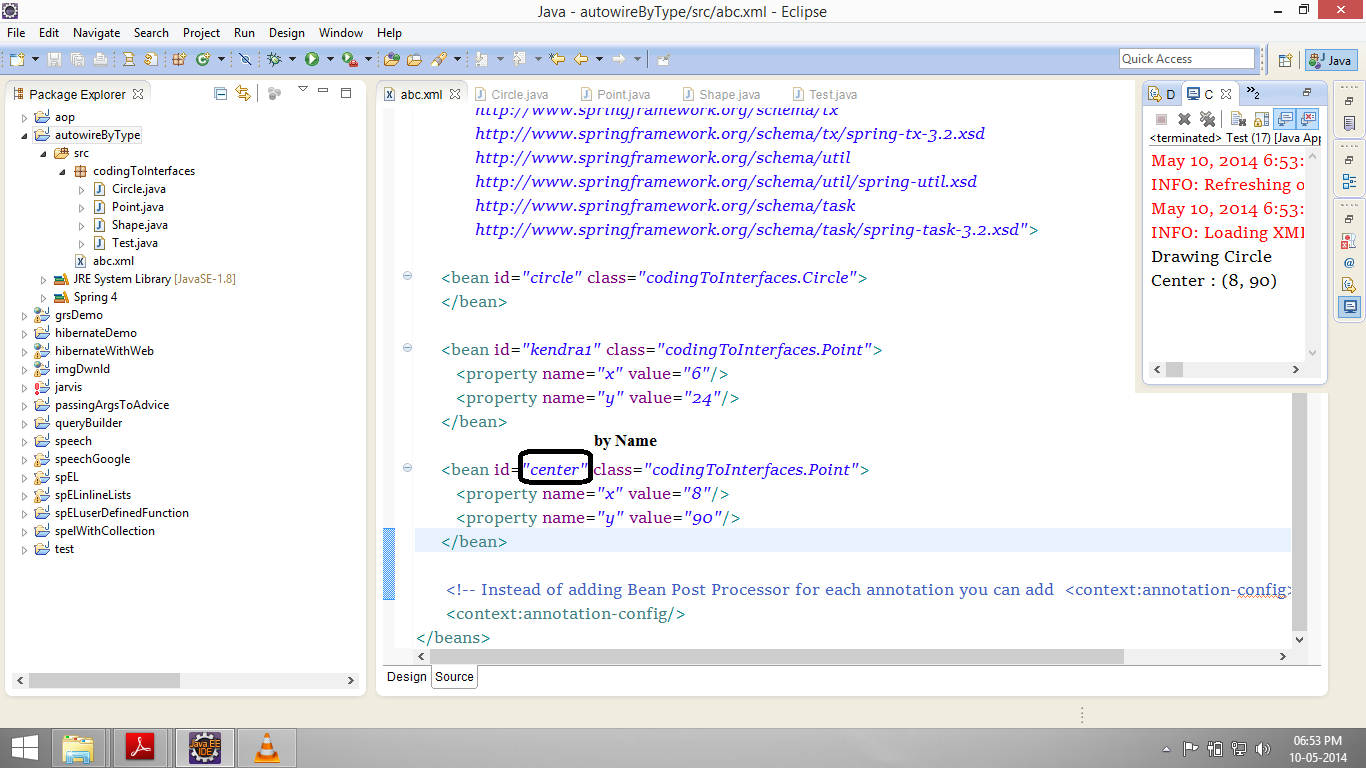 Java - autowireByType/src/abc.xml - Eclipse
File Edit Navigate Search Project Run Design Window Help
Quick Access
Java
Package Explorer
aop
autowireByType
src
codingToInterfaces
Circle.java
Point.java
Shape.java
Test.java
abc.xml
JRE System Library [JavaSE-1.8]
Spring 4
grsDemo
hibernateDemo
hibernateWithWeb
imgDwnld
jarvis
passingArgsToAdvice
queryBuilder
speech
speechGoogle
spEL
spELinlineLists
spELuserDefinedFunction
spelWithCollection
test
abc.xml Circle.java Point.java Shape.java Test.java
http://www.springframework.org/schema/tx
http://www.springframework.org/schema/tx/spring-tx-3.2.xsd
http://www.springframework.org/schema/util
http://www.springframework.org/schema/util/spring-util.xsd
http://www.springframework.org/schema/task
http://www.springframework.org/schema/task/spring-task-3.2.xsd">
<bean id="circle" class="codingToInterfaces.Circle">
</bean>
<bean id="kendra1" class="codingToInterfaces.Point">
<property name="x" value="6"/>
<property name="y" value="24"/>
</bean>
by Name
<bean id="center" class="codingToInterfaces.Point">
<property name="x" value="8"/>
<property name="y" value="90"/>
</bean>
<!-- Instead of adding Bean Post Processor for each annotation you can add <context:annotation-config>
<context:annotation-config/>
</beans>
Design Source
D C »2
<terminated> Test (17) [Java App
May 10, 2014 6:53:
INFO: Refreshing o
May 10, 2014 6:53:
INFO: Loading XML
Drawing Circle
Center : (8, 90)
Java EE
IDE
06:53 PM
10-05-2014